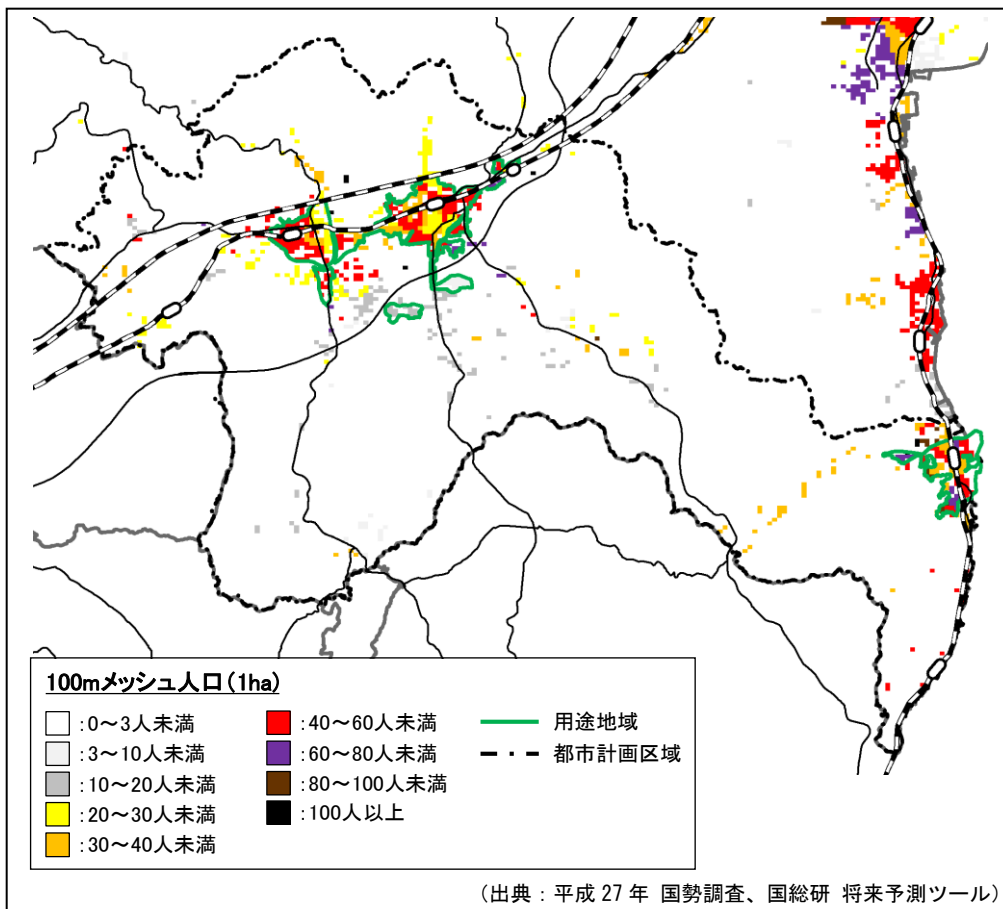 100mメッシュ人口(1ha)
:0~3人未満
:3~10人未満
:10~20人未満
:20~30人未満
:30~40人未満
:40~60人未満
:60~80人未満
:80~100人未満
:100人以上
用途地域
都市計画区域
(出典:平成27年 国勢調査、国総研 将来予測ツール)